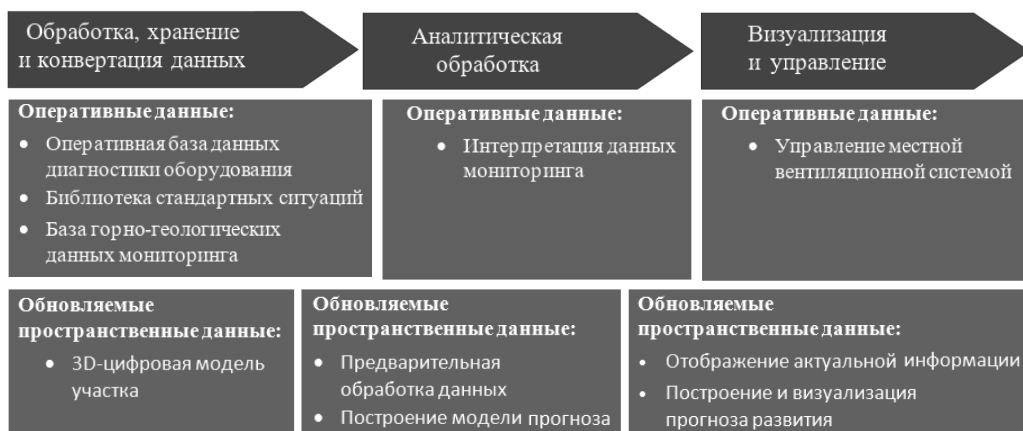 Обработка, хранение
и конвертация данных
Аналитическая
обработка
Визуализация
и управление
Оперативные данные:
• Оперативная база данных
диагностики оборудования
• Библиотека стандартных ситуаций
• База горно-геологических
данных мониторинга
Оперативные данные:
• Интерпретация данных
мониторинга
Оперативные данные:
• Управление местной
вентиляционной системой
Обновляемые
пространственные данные:
• 3D-цифровая модель
участка
Обновляемые
пространственные данные:
• Предварительная
обработка данных
• Построение модели прогноза
Обновляемые
пространственные данные:
• Отображение актуальной информации
• Построение и визуализация
прогноза развития